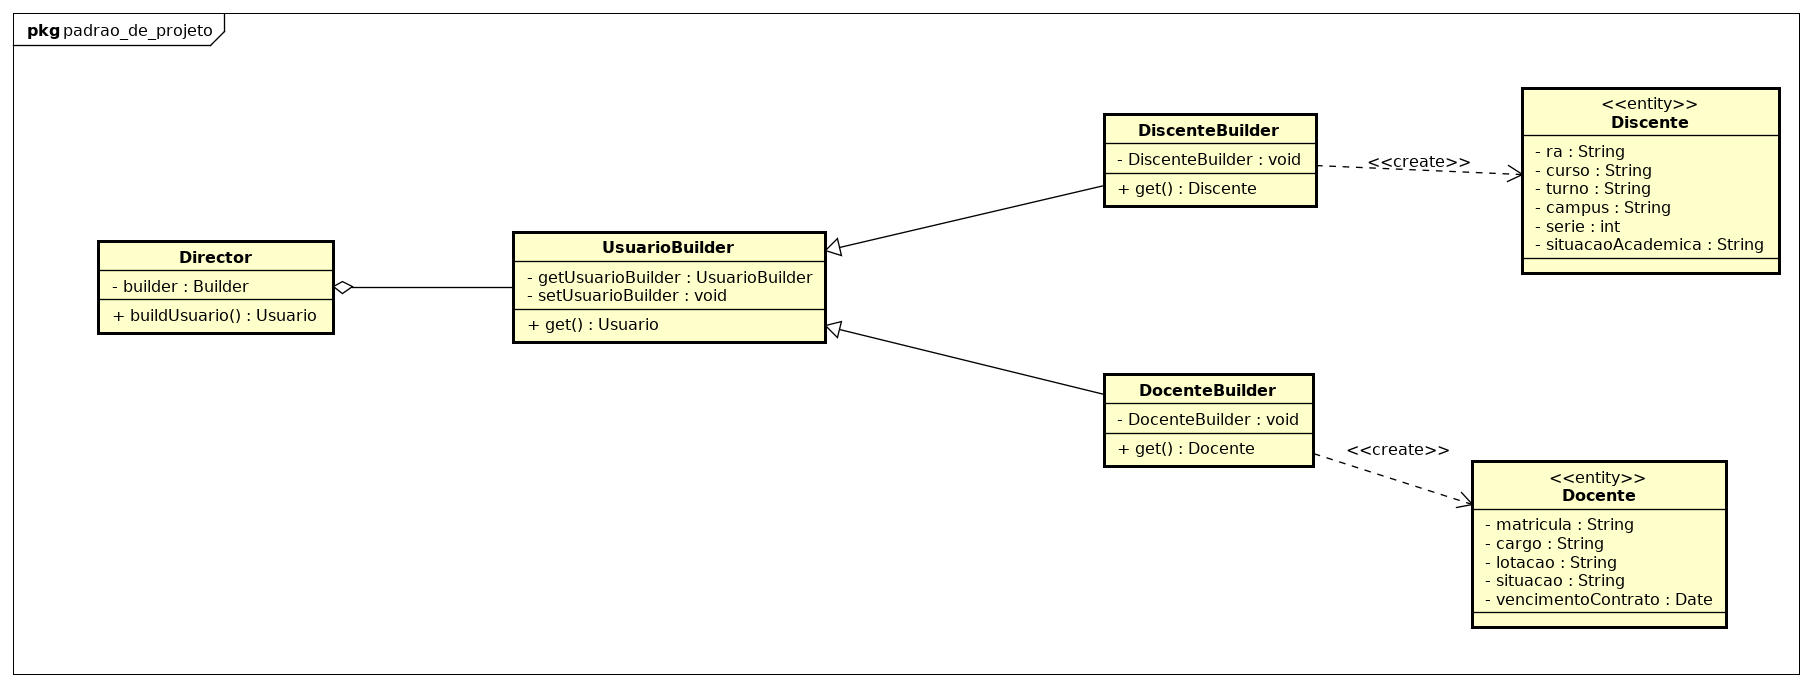 pkg padrao_de_projeto
Director
- builder : Builder
+ buildUsuario() : Usuario
UsuarioBuilder
- getUsuarioBuilder : UsuarioBuilder
- setUsuarioBuilder : void
+ get() : Usuario
DiscenteBuilder
- DiscenteBuilder : void
+ get() : Discente
<<create>>
<<entity>>
Discente
- ra : String
- curso : String
- turno : String
- campus : String
- serie : int
- situacaoAcademica : String
DocenteBuilder
- DocenteBuilder : void
+ get() : Docente
<<create>>
<<entity>>
Docente
- matricula : String
- cargo : String
- lotacao : String
- situacao : String
- vencimentoContrato : Date